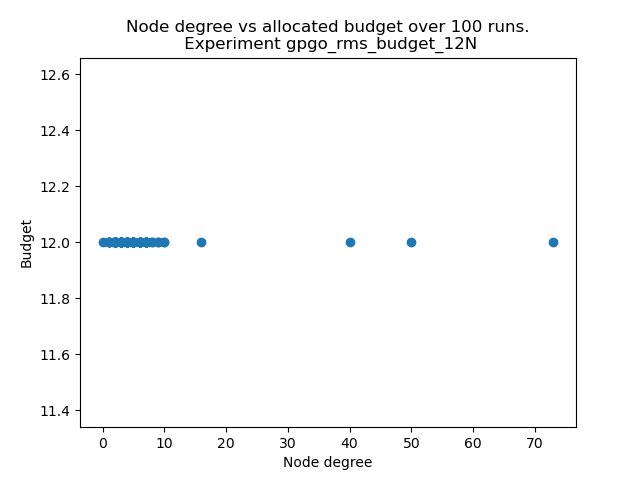 Node degree vs allocated budget over 100 runs.
Experiment gpgo_rms_budget_12N
12.6
12.4
12.2
12.0
11.8
11.6
11.4
Budget
0 10 20 30 40 50 60 70
Node degree